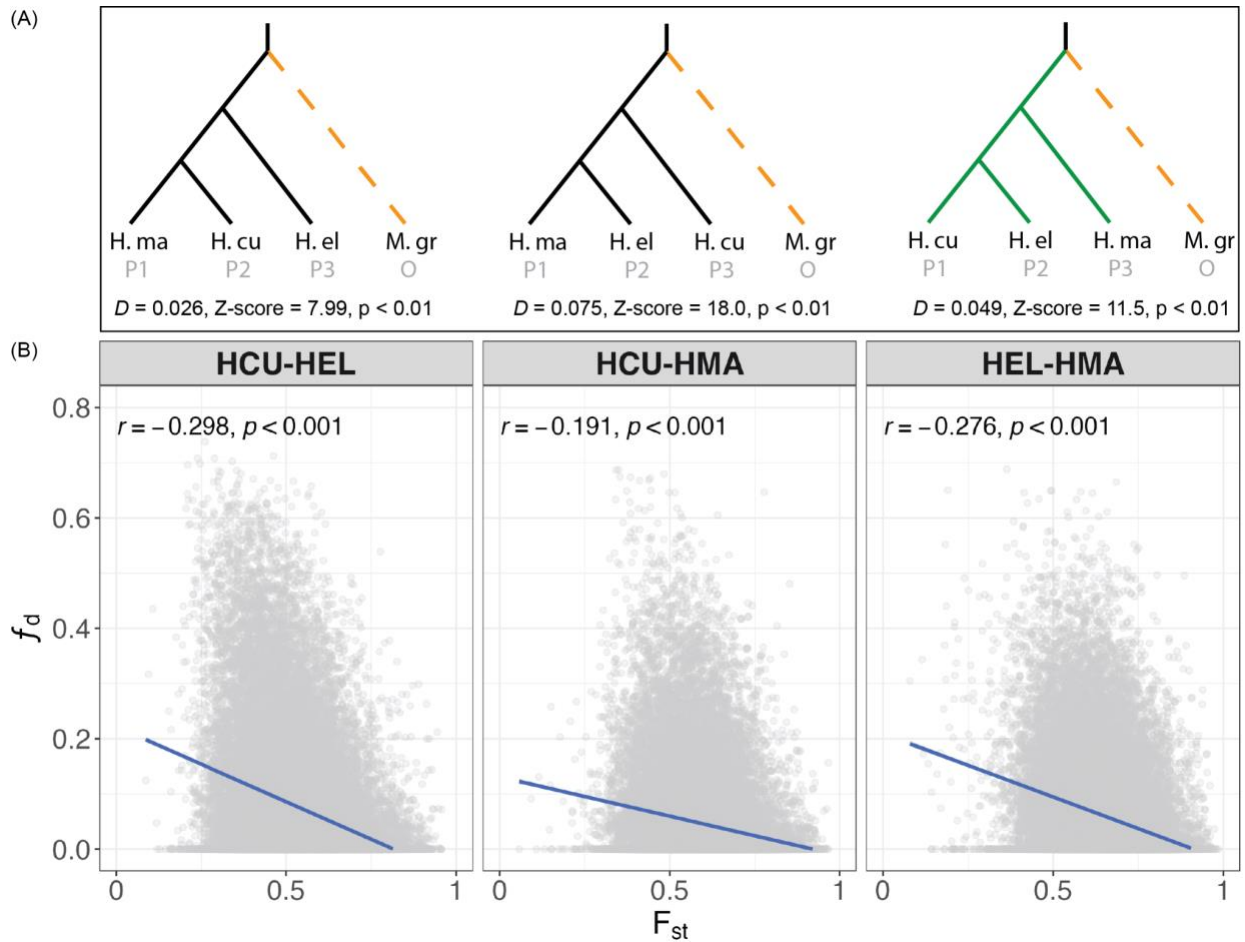 (A)
H. ma H. cu H. el M. gr
P1 P2 P3 O
D = 0.026, Z-score = 7.99, p < 0.01
H. ma H. el H. cu M. gr
P1 P2 P3 O
D = 0.075, Z-score = 18.0, p < 0.01
H. cu H. el H. ma M. gr
P1 P2 P3 O
D = 0.049, Z-score = 11.5, p < 0.01
(B)
HCU-HEL
HCU-HMA
HEL-HMA
r = −0.298, p < 0.001
r = −0.191, p < 0.001
r = −0.276, p < 0.001
0.8
0.6
0.4
0.2
0.0
fd
0 0.5 1
0 0.5 1
0 0.5 1
Fst